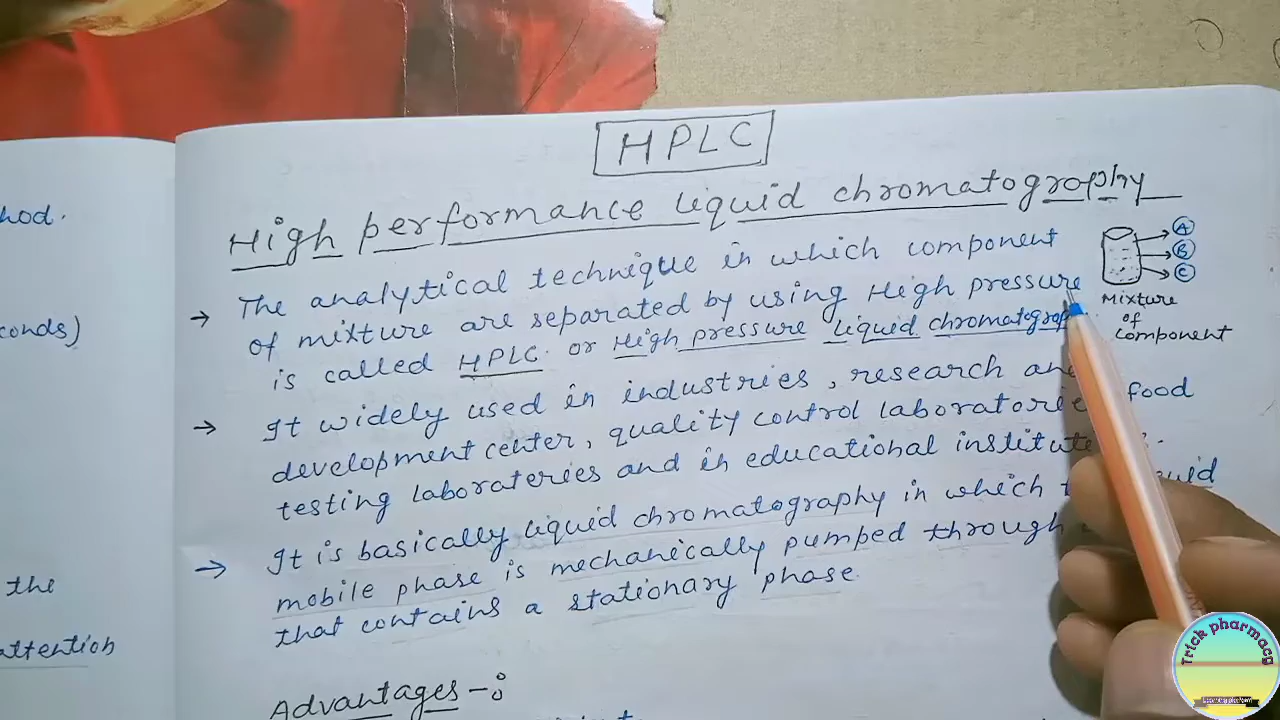 HPLC
High performance Liquid chromatography
→ The analytical technique in which component
of mixture are separated by using High pressure
is called HPLC or High pressure Liquid chromatograp
→ It widely used in industries, research an
development center, quality control laboratorie food
testing laborateries and in educational institute
→ It is basically Liquid chromatography in which
mobile phase is mechanically pumped through
that contains a stationary phase.
Advantages -:
A
B
C
Mixture
of
component
hod.
conds)
the
attention
Trick pharmacy